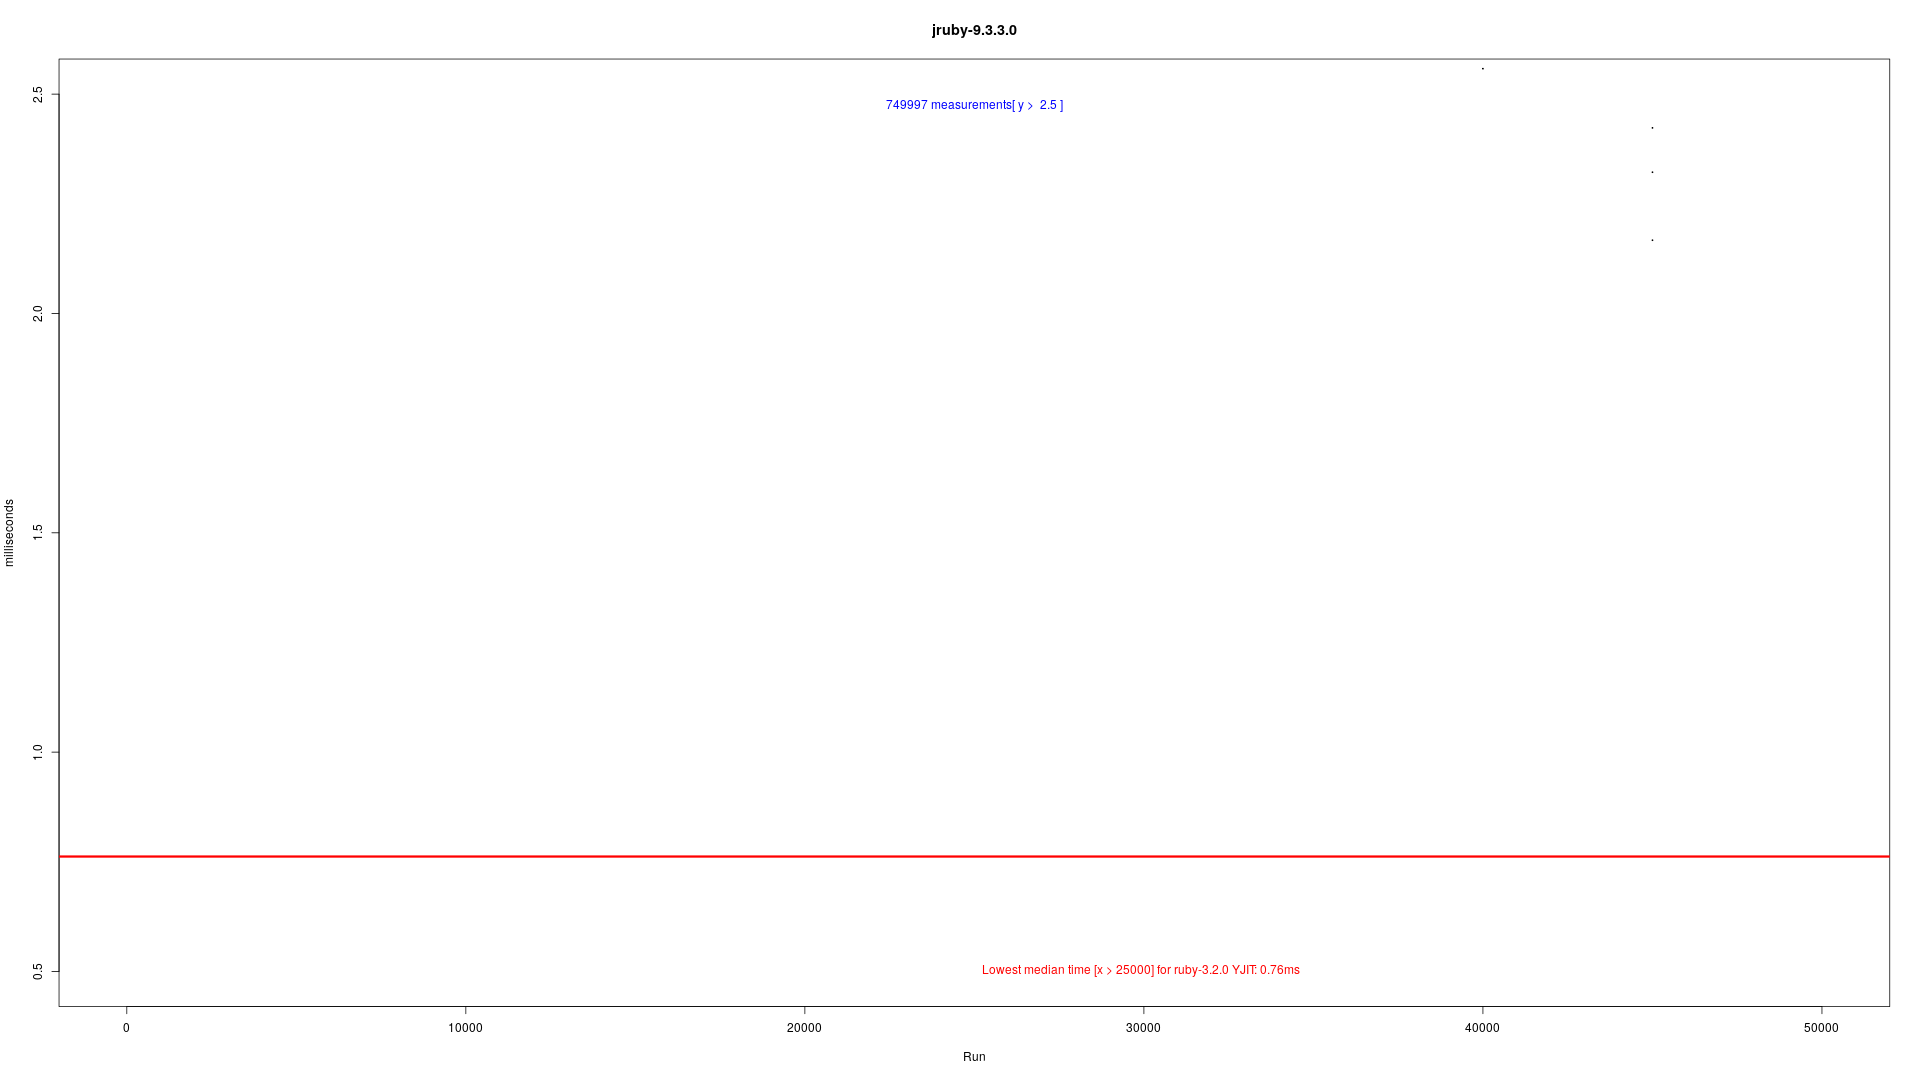 jruby-9.3.3.0
749997 measurements[ y > 2.5 ]
2.5
2.0
1.5
1.0
0.5
milliseconds
Lowest median time [x > 25000] for ruby-3.2.0 YJIT: 0.76ms
0 10000 20000 30000 40000 50000
Run